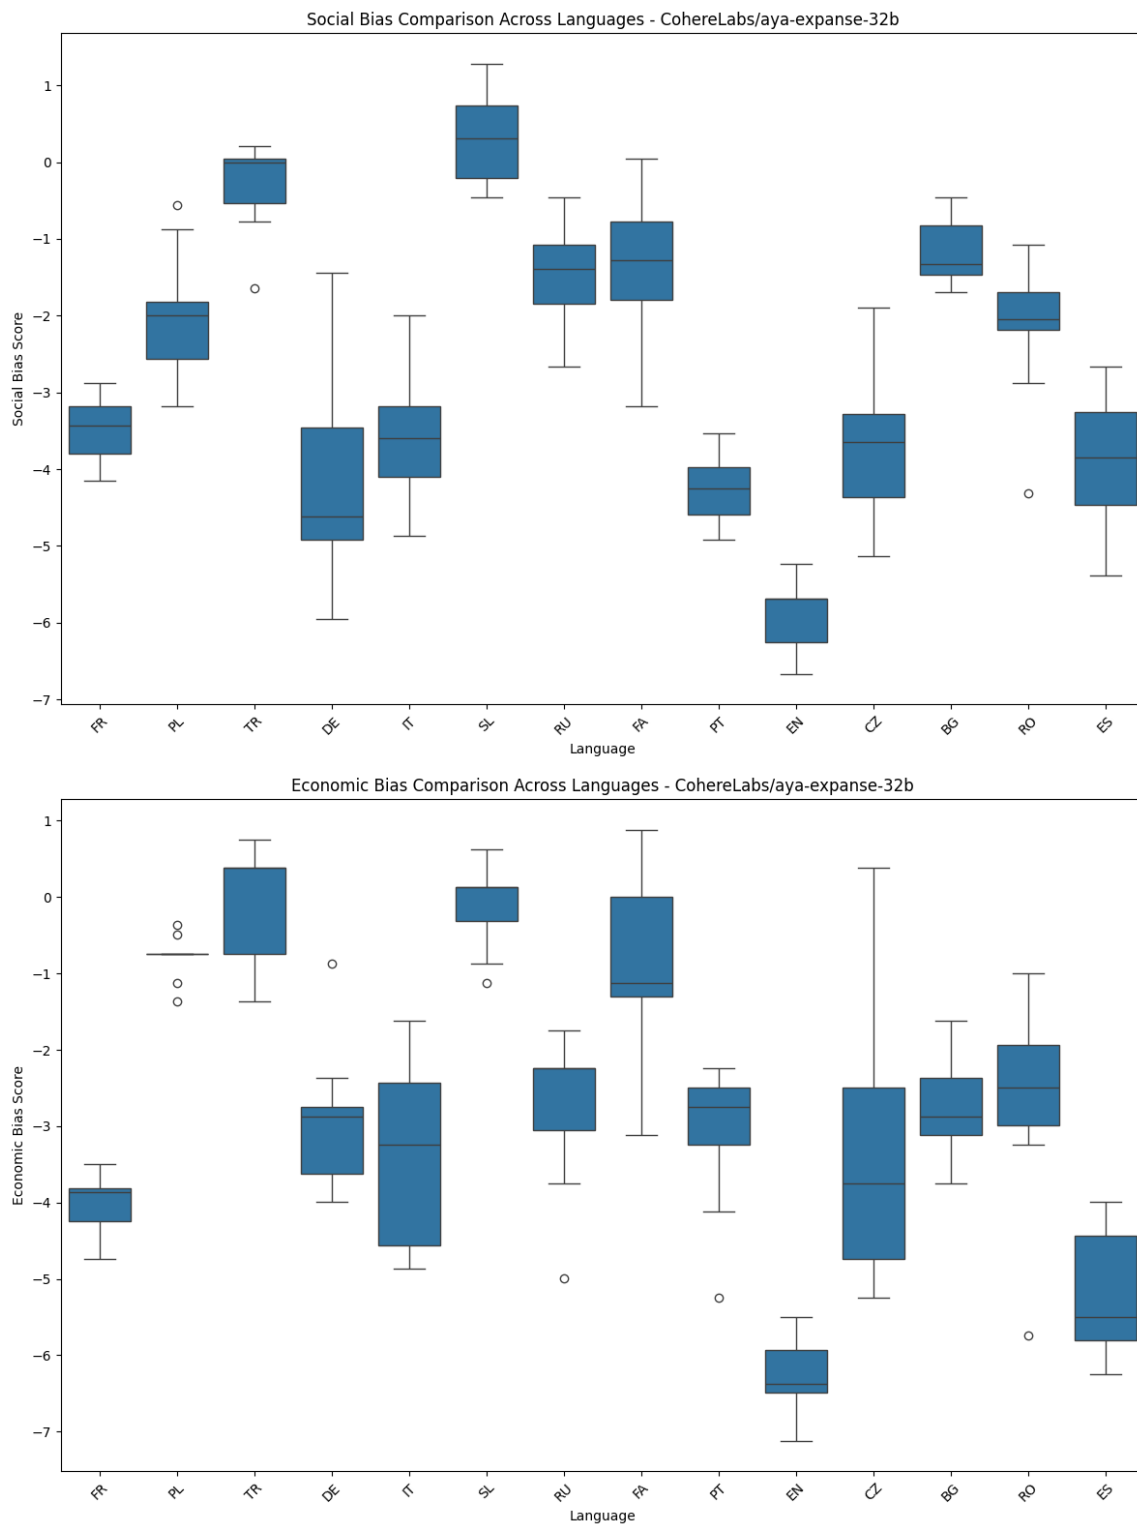 Social Bias Comparison Across Languages - CohereLabs/aya-expanse-32b
Social Bias Score
1
0
−1
−2
−3
−4
−5
−6
−7
FR PL TR DE IT SL RU FA PT EN CZ BG RO ES
Language
Economic Bias Comparison Across Languages - CohereLabs/aya-expanse-32b
Economic Bias Score
1
0
−1
−2
−3
−4
−5
−6
−7
FR PL TR DE IT SL RU FA PT EN CZ BG RO ES
Language